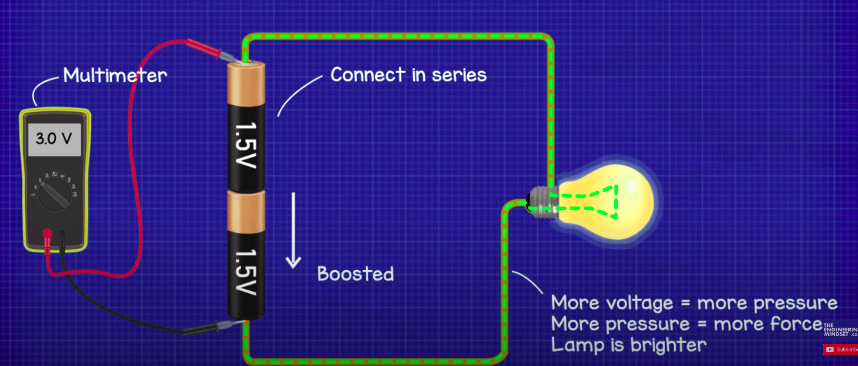 Multimeter
Connect in series
3.0 V
1.5V
1.5V
Boosted
More voltage = more pressure
More pressure = more force
Lamp is brighter
THE
ENGINEERING
MINDSET
Subscribe